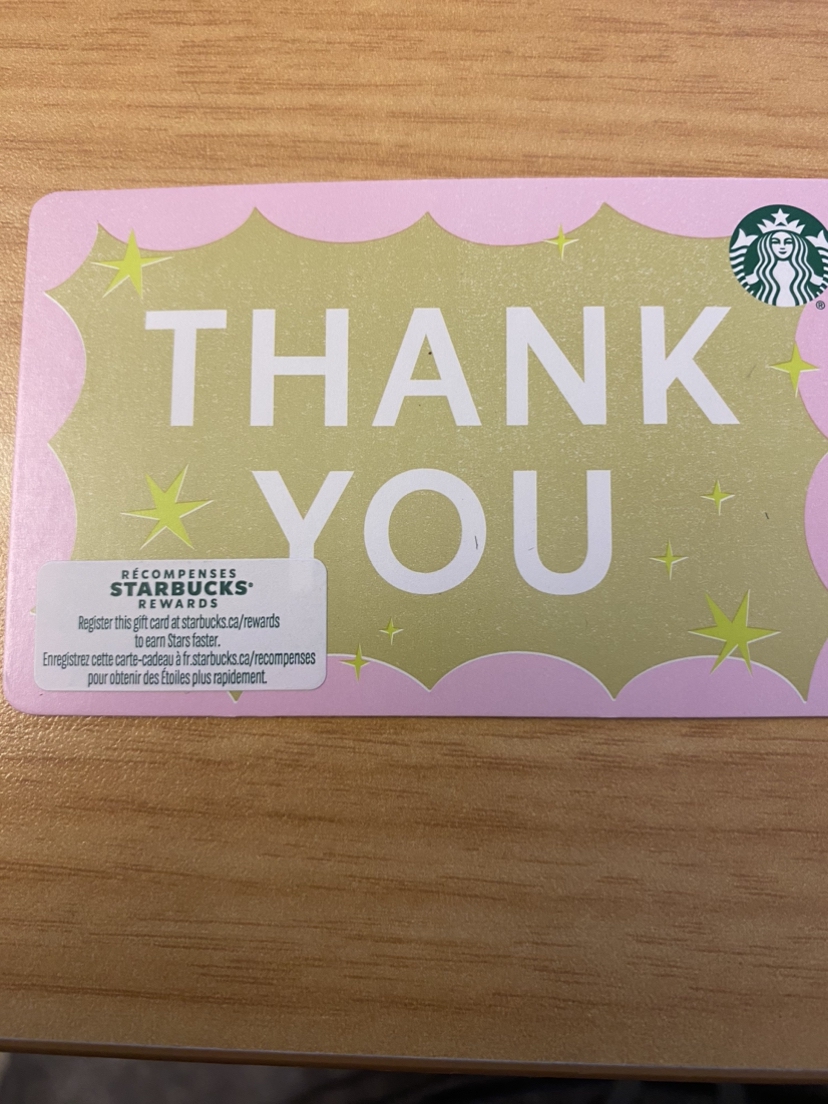 THANK
YOU
RÉCOMPENSES
STARBUCKS®
REWARDS
Register this gift card at starbucks.ca/rewards
to earn Stars faster.
Enregistrez cette carte-cadeau à fr.starbucks.ca/recompenses
pour obtenir des Étoiles plus rapidement.
®